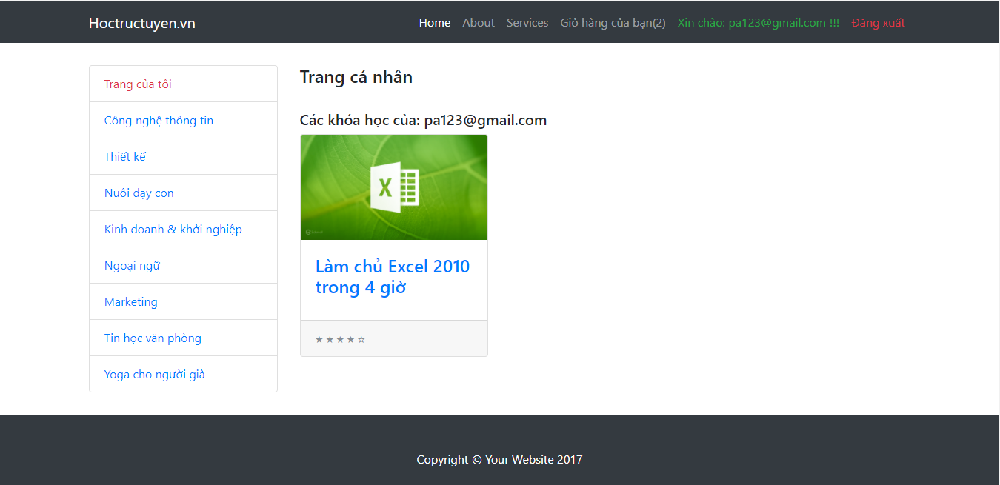 Hoctructuyen.vn
Home About Services Giỏ hàng của bạn(2) Xin chào: pa123@gmail.com !!! Đăng xuất
Trang của tôi
Công nghệ thông tin
Thiết kế
Nuôi dạy con
Kinh doanh & khởi nghiệp
Ngoại ngữ
Marketing
Tin học văn phòng
Yoga cho người già
Trang cá nhân
Các khóa học của: pa123@gmail.com
X
Làm chủ Excel 2010
trong 4 giờ
★ ★ ★ ★ ☆
Copyright © Your Website 2017